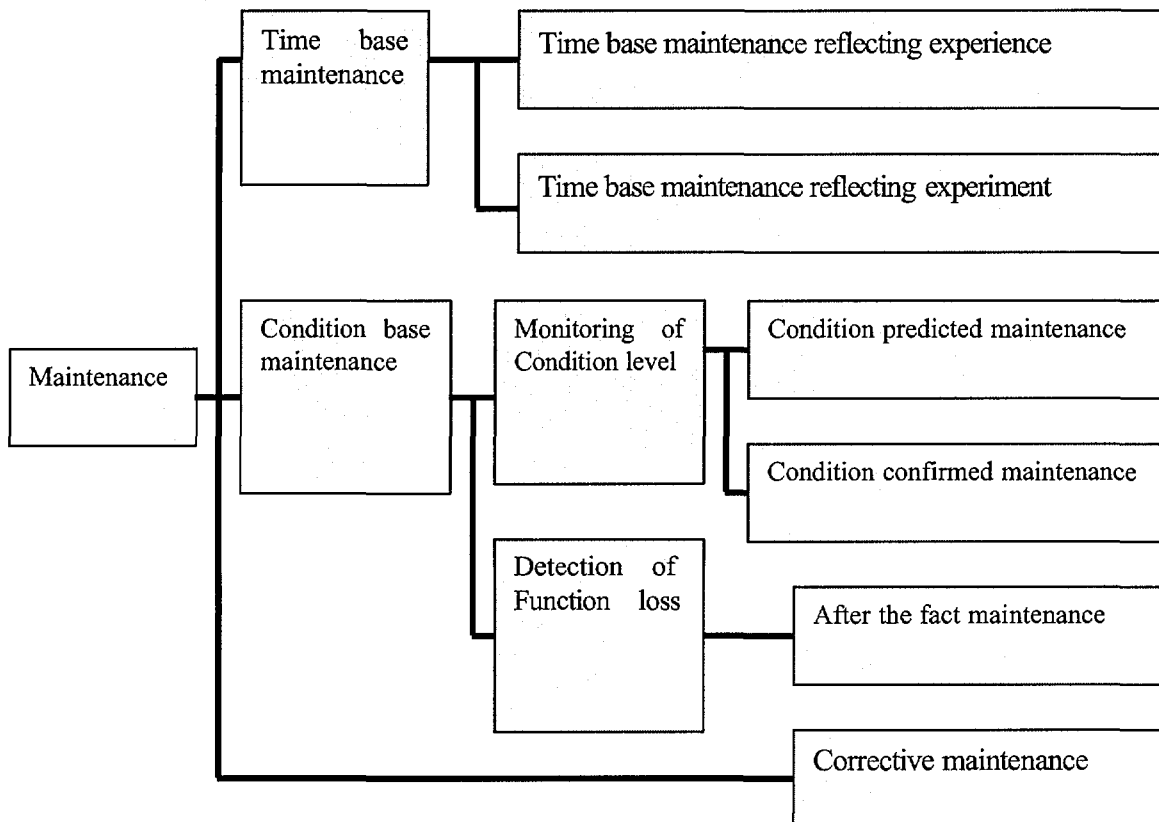 Time base
maintenance
Time base maintenance reflecting experience
Time base maintenance reflecting experiment
Maintenance
Condition base
maintenance
Monitoring of
Condition level
Condition predicted maintenance
Condition confirmed maintenance
Detection of
Function loss
After the fact maintenance
Corrective maintenance